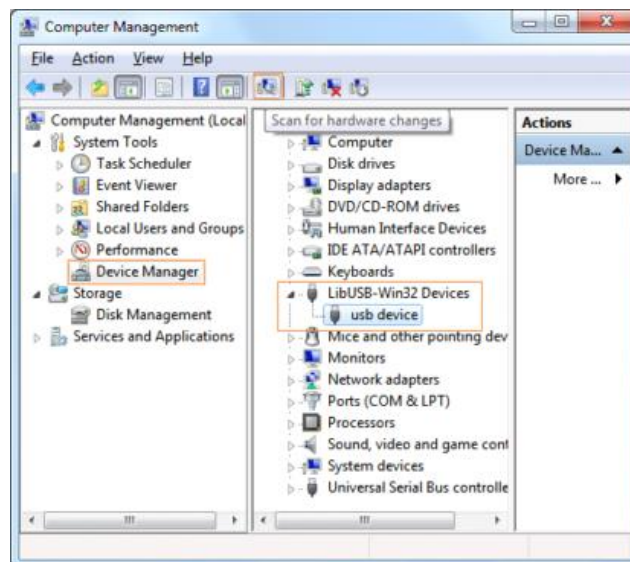 Computer Management
File Action View Help
Scan for hardware changes
Computer Management (Local
System Tools
Task Scheduler
Event Viewer
Shared Folders
Local Users and Groups
Performance
Device Manager
Storage
Disk Management
Services and Applications
Computer
Disk drives
Display adapters
DVD/CD-ROM drives
Human Interface Devices
IDE ATA/ATAPI controllers
Keyboards
LibUSB-Win32 Devices
usb device
Mice and other pointing dev
Monitors
Network adapters
Ports (COM & LPT)
Processors
Sound, video and game cont
System devices
Universal Serial Bus controlle
Actions
Device Ma...
More ...